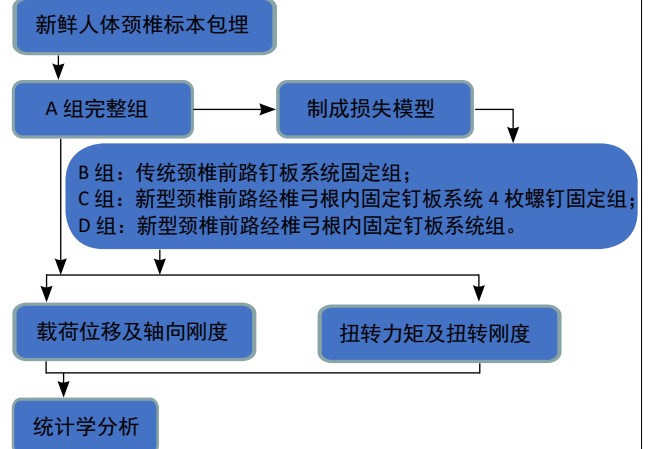 新鲜人体颈椎标本包埋
A 组完整组
制成损失模型
B 组：传统颈椎前路钉板系统固定组；
C 组：新型颈椎前路经椎弓根内固定钉板系统 4 枚螺钉固定组；
D 组：新型颈椎前路经椎弓根内固定钉板系统组。
载荷位移及轴向刚度
扭转力矩及扭转刚度
统计学分析